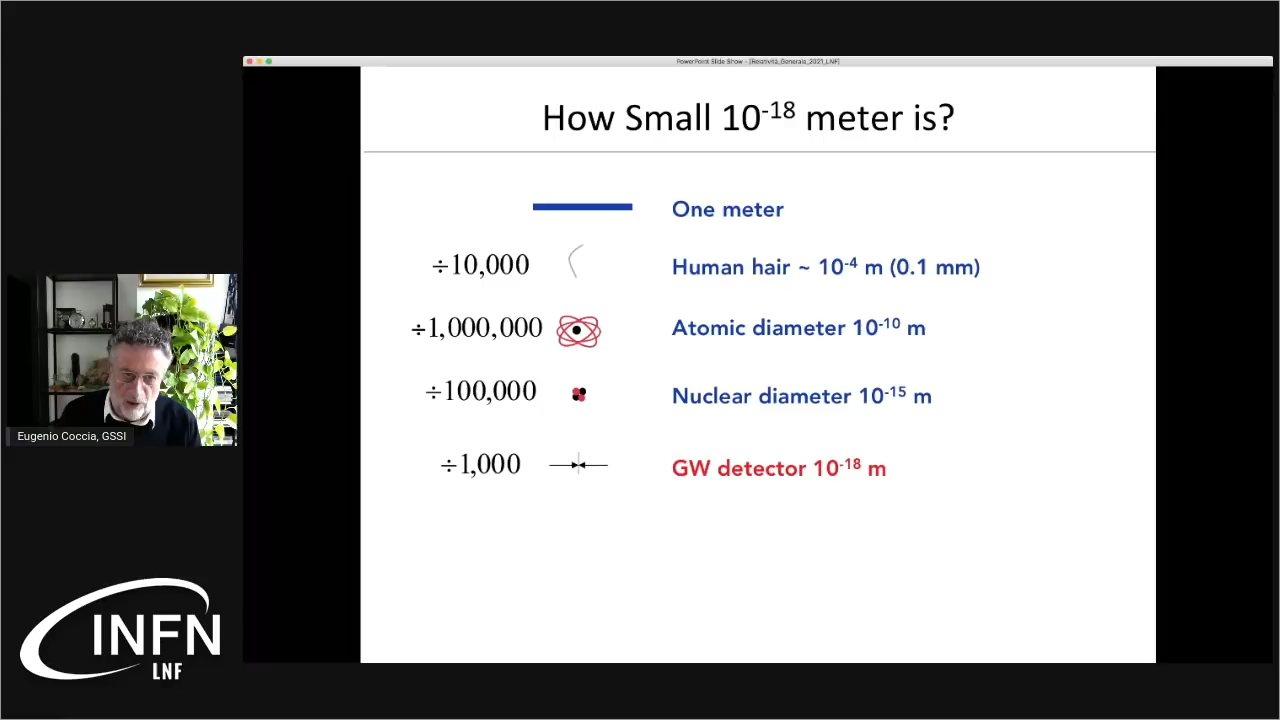 PowerPoint Slide Show - [Relatività_Generale_2021_LNF]
How Small 10⁻¹⁸ meter is?
One meter
÷10,000 Human hair ~ 10⁻⁴ m (0.1 mm)
÷1,000,000 Atomic diameter 10⁻¹⁰ m
÷100,000 Nuclear diameter 10⁻¹⁵ m
÷1,000 GW detector 10⁻¹⁸ m
Eugenio Coccia, GSSI
INFN
LNF